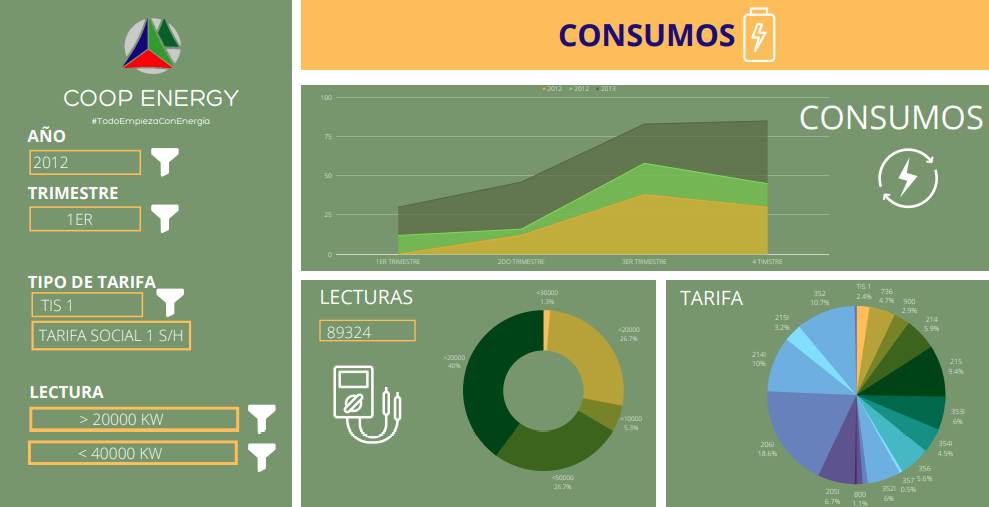 COOP ENERGY
#TodoEmpiezaConEnergia
AÑO
2012
TRIMESTRE
1ER
TIPO DE TARIFA
TIS 1
TARIFA SOCIAL 1 S/H
LECTURA
> 20000 KW
< 40000 KW
CONSUMOS
2012 2012 2013
100
75
50
25
0
1ER TRIMESTRE
2DO TRIMESTRE
3ER TRIMESTRE
4 TIMSTRE
CONSUMOS
LECTURAS
89324
<30000
1.3%
<20000
26.7%
<10000
5.3%
<50000
26.7%
>20000
40%
TARIFA
TIS 1
2.4%
736
4.7%
900
2.9%
214
5.9%
215
9.4%
353I
6%
354I
4.5%
356
5.6%
357
0.5%
352I
6%
800
1.1%
205I
6.7%
206I
18.6%
214I
10%
215I
3.2%
352
10.7%